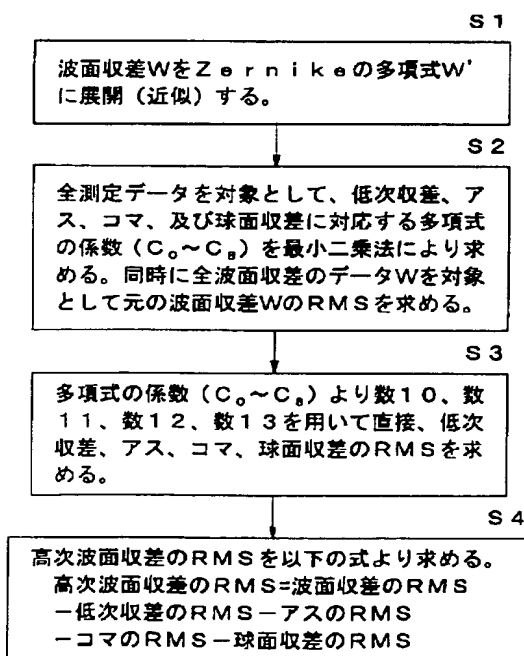 S1
波面収差WをZernikeの多項式W'
に展開(近似)する。
S2
全測定データを対象として、低次収差、ア
ス、コマ、及び球面収差に対応する多項式
の係数(C₀~C₈)を最小二乗法により求
める。同時に全波面収差のデータWを対象
として元の波面収差WのRMSを求める。
S3
多項式の係数(C₀~C₈)より数10、数
11、数12、数13を用いて直接、低次
収差、アス、コマ、球面収差のRMSを求
める。
S4
高次波面収差のRMSを以下の式より求める。
高次波面収差のRMS=波面収差のRMS
-低次収差のRMS-アスのRMS
-コマのRMS-球面収差のRMS